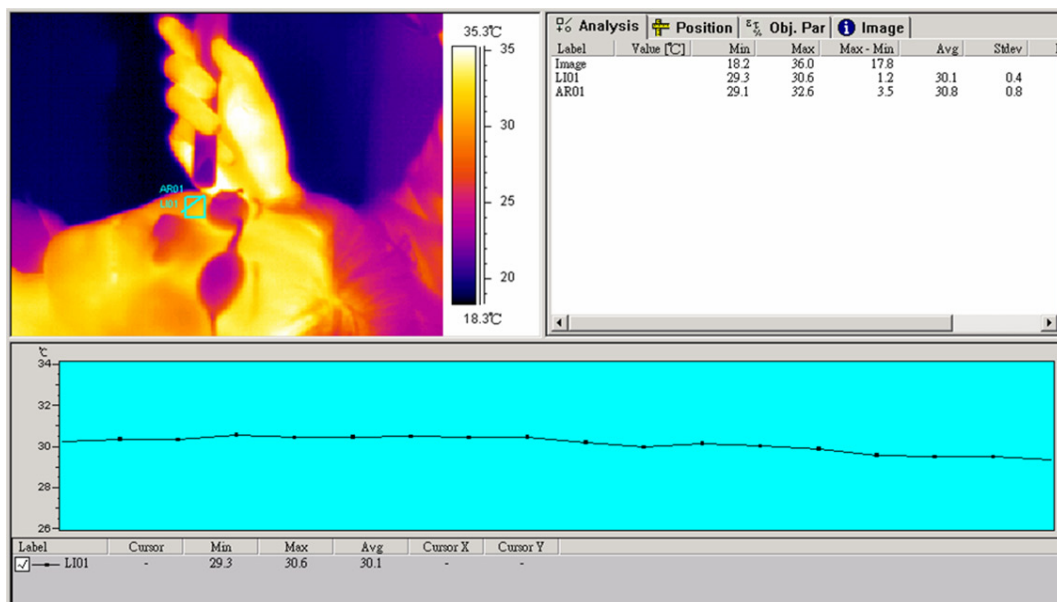 35.3℃
35
30
25
20
18.3℃
AR01
LI01
Analysis Position Obj. Par Image
Label Value [℃] Min Max Max - Min Avg Stdev
Image 18.2 36.0 17.8
LI01 29.3 30.6 1.2 30.1 0.4
AR01 29.1 32.6 3.5 30.8 0.8
℃
34
32
30
28
26
Label Cursor Min Max Avg Cursor X Cursor Y
LI01 - 29.3 30.6 30.1 - -